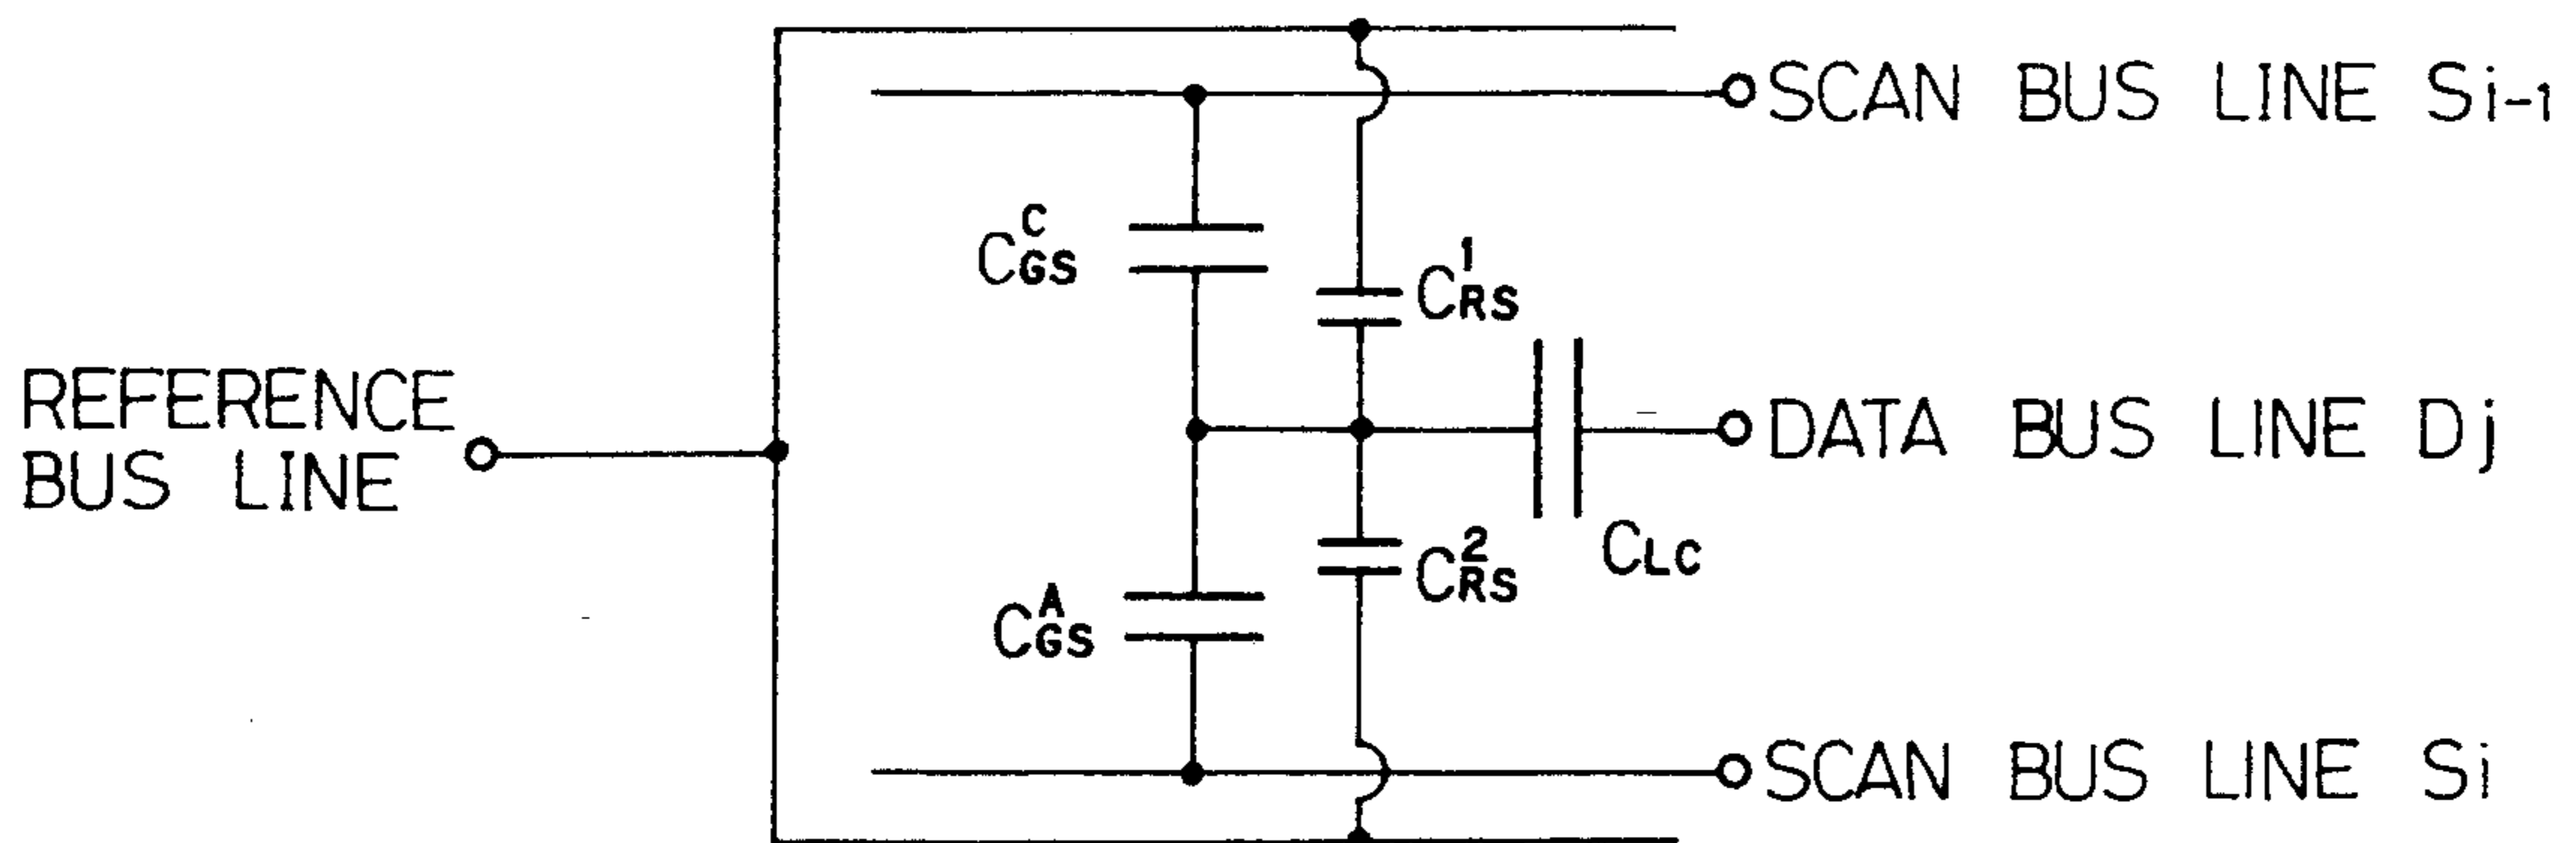 SCAN BUS LINE Si-1
C^C_GS
C^1_RS
REFERENCE
BUS LINE
DATA BUS LINE Dj
C^2_RS
CLC
C^A_GS
SCAN BUS LINE Si